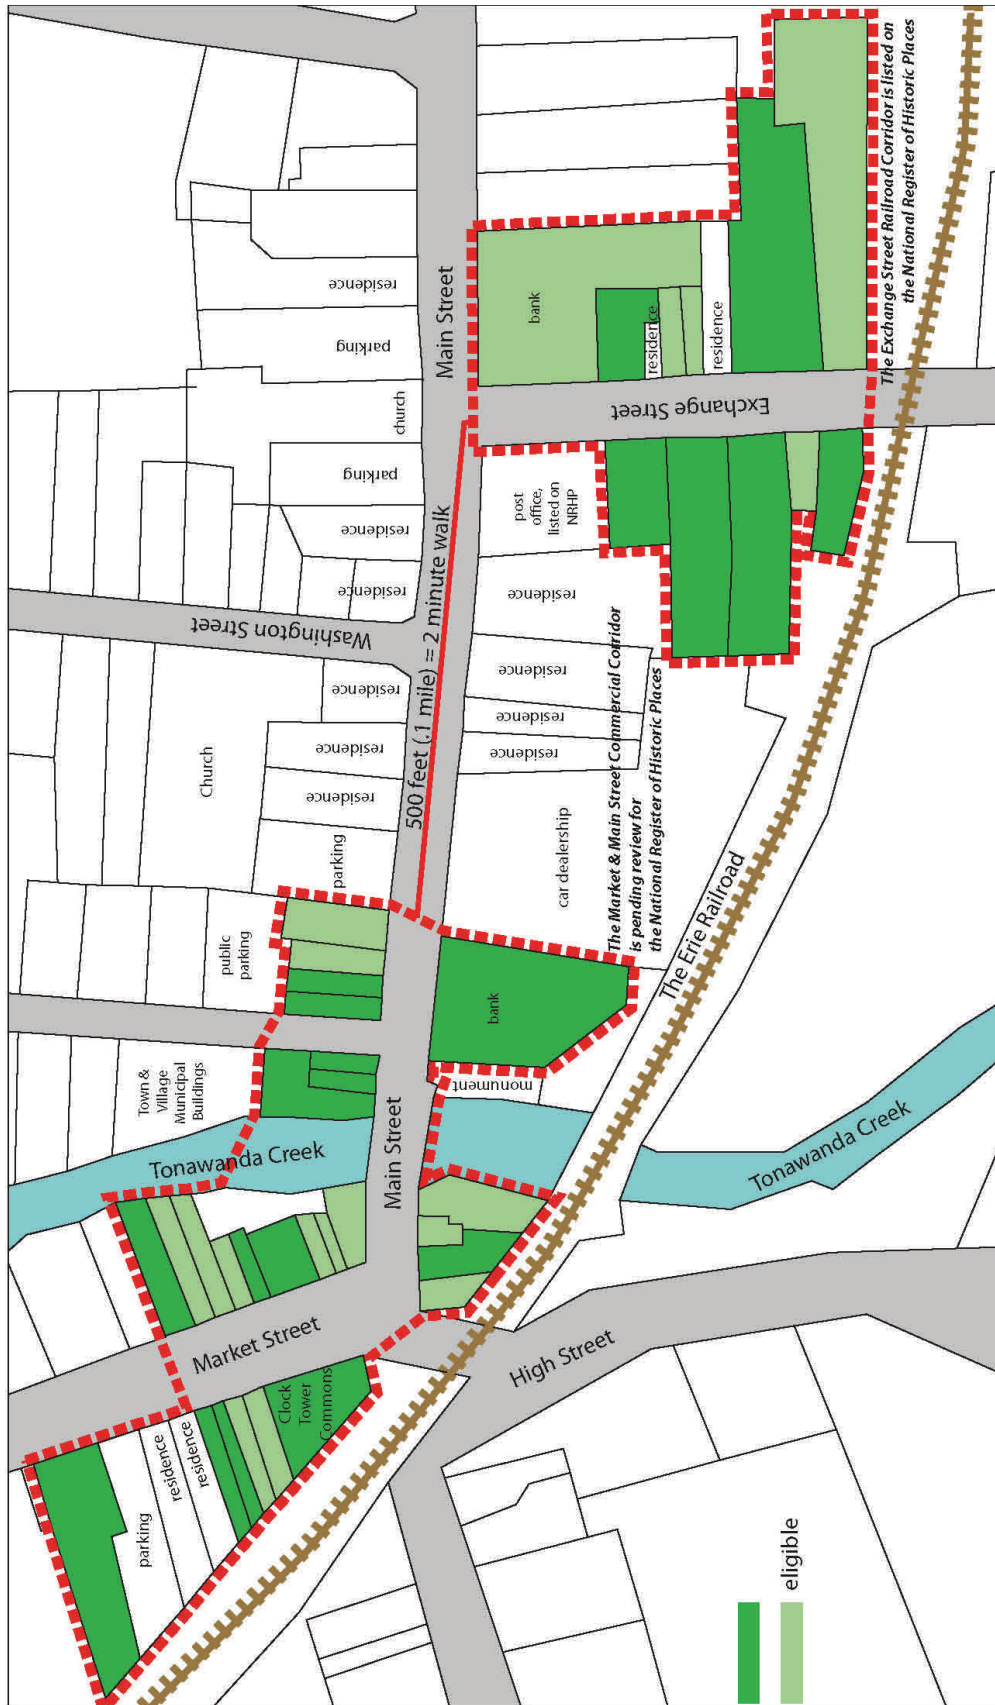 parking
residence
residence
Clock
Tower
Commons
Market Street
Tonawanda Creek
Town &
Village
Municipal
Buildings
public
parking
parking
Church
residence
residence
residence
Washington Street
residence
residence
parking
church
parking
residence
Main Street
500 feet (.1 mile) = 2 minute walk
Main Street
monument
bank
car dealership
residence
residence
residence
residence
post
office,
listed on
NRHP
Exchange Street
bank
residence
residence
The Market & Main Street Commercial Corridor
is pending review for
the National Register of Historic Places
The Exchange Street Railroad Corridor is listed on
the National Register of Historic Places
High Street
The Erie Railroad
Tonawanda Creek
eligible